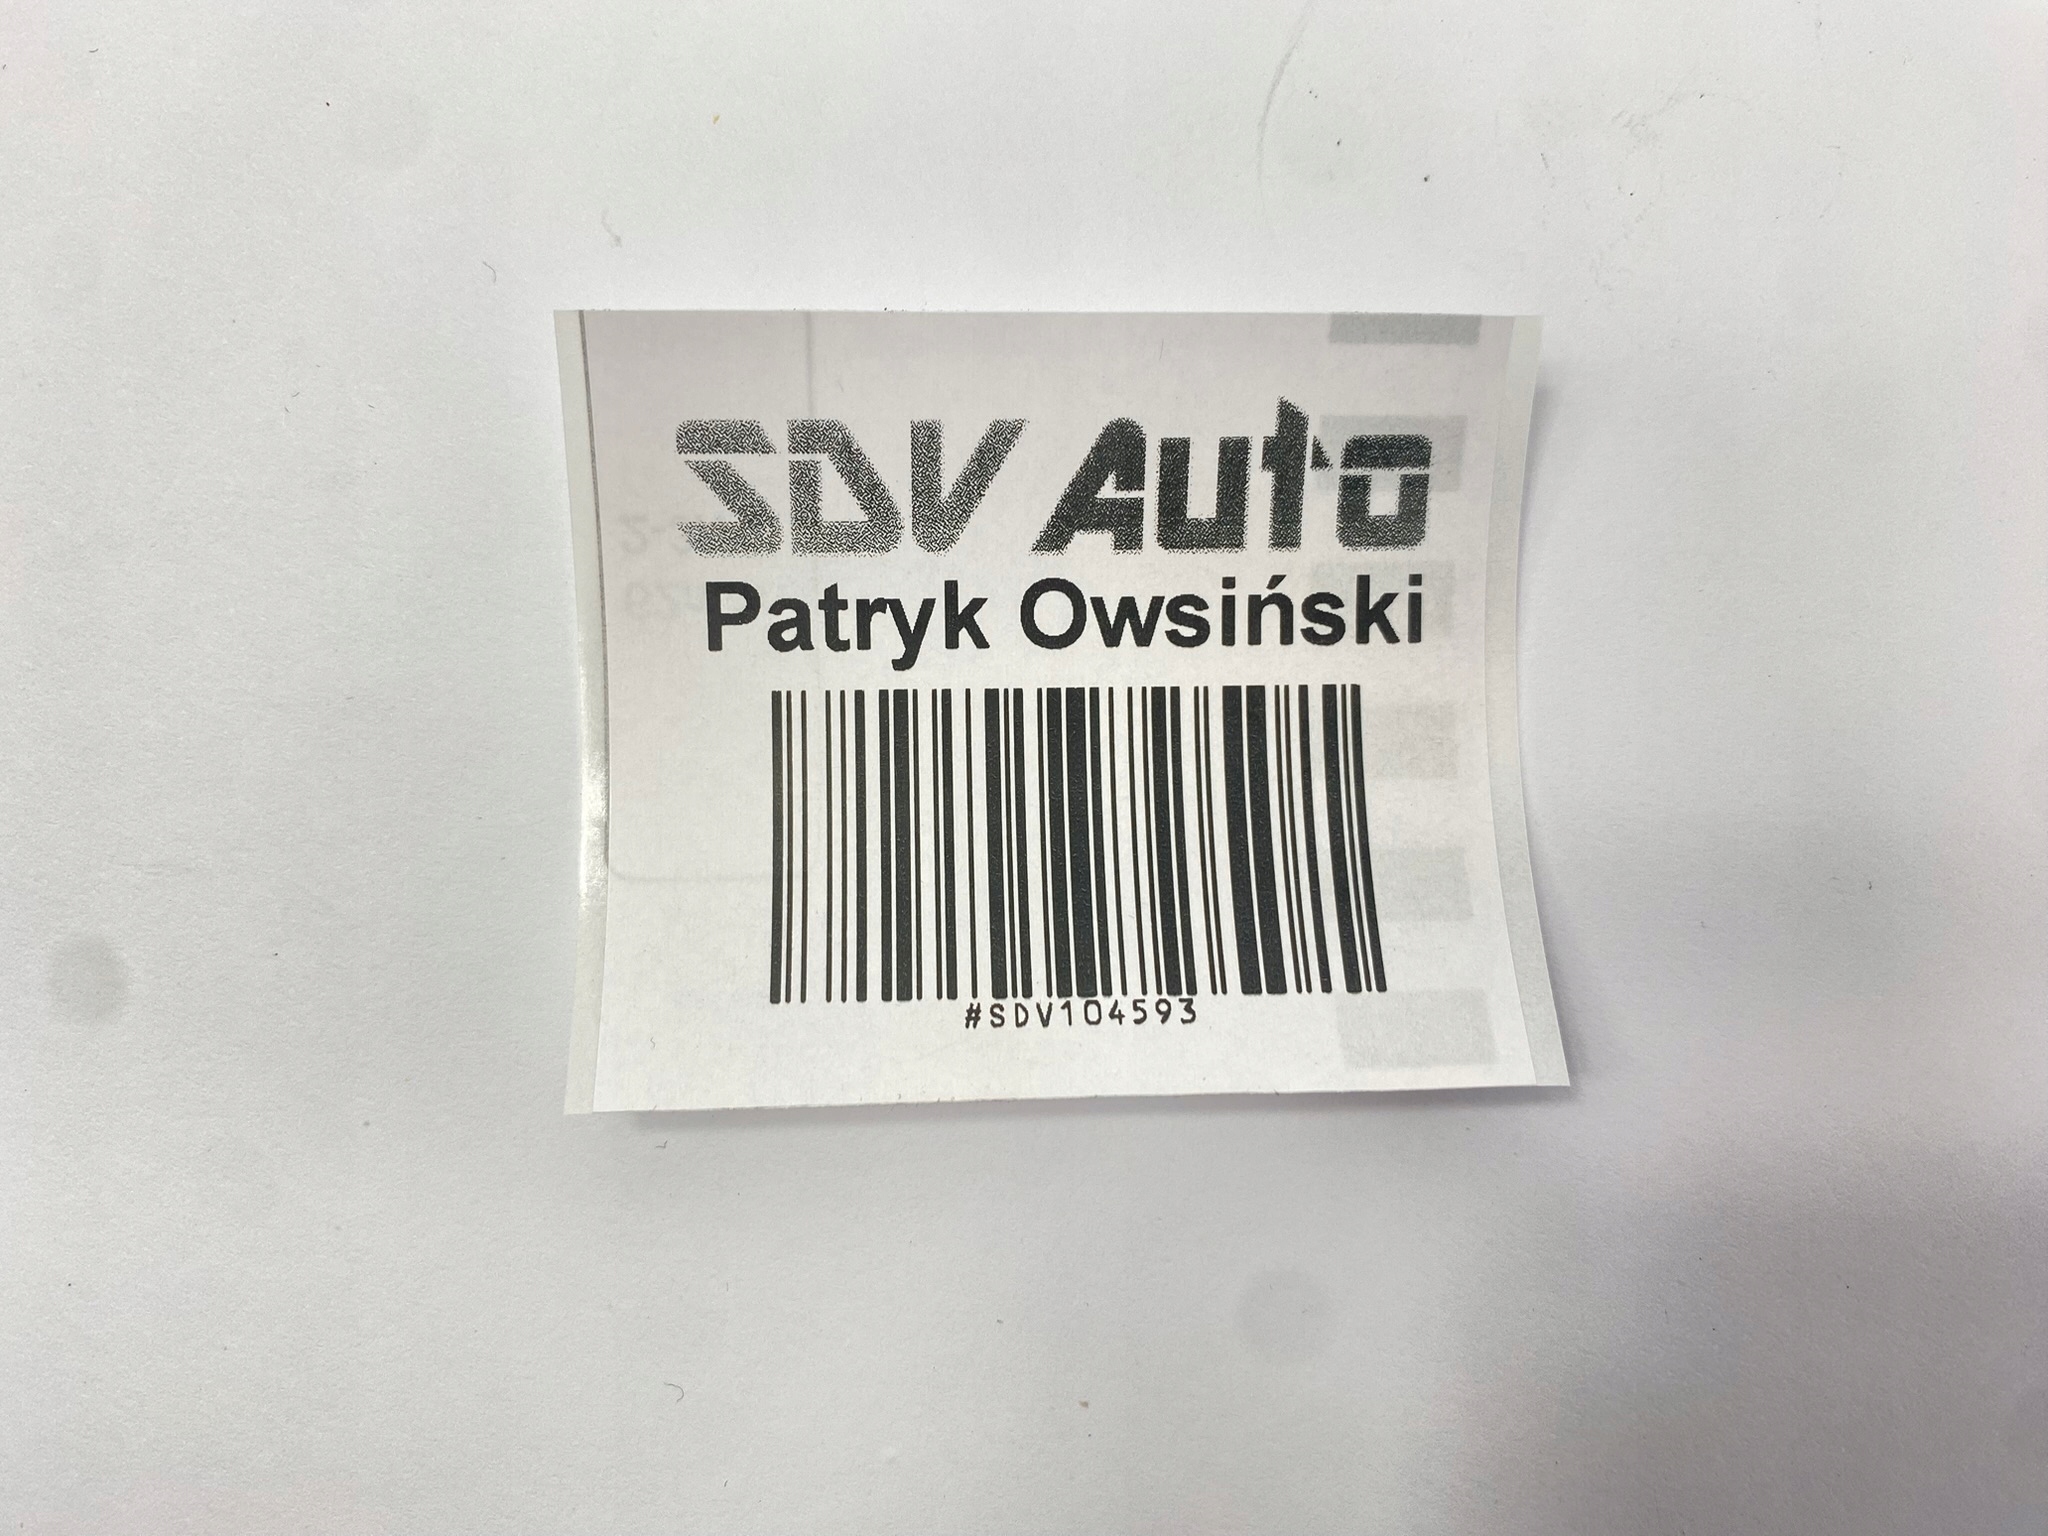 SDV Auto
Patryk Owsiński
#SDV104593